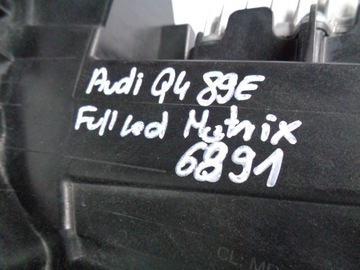 Audi Q4 89E
Full Led Matrix
6891